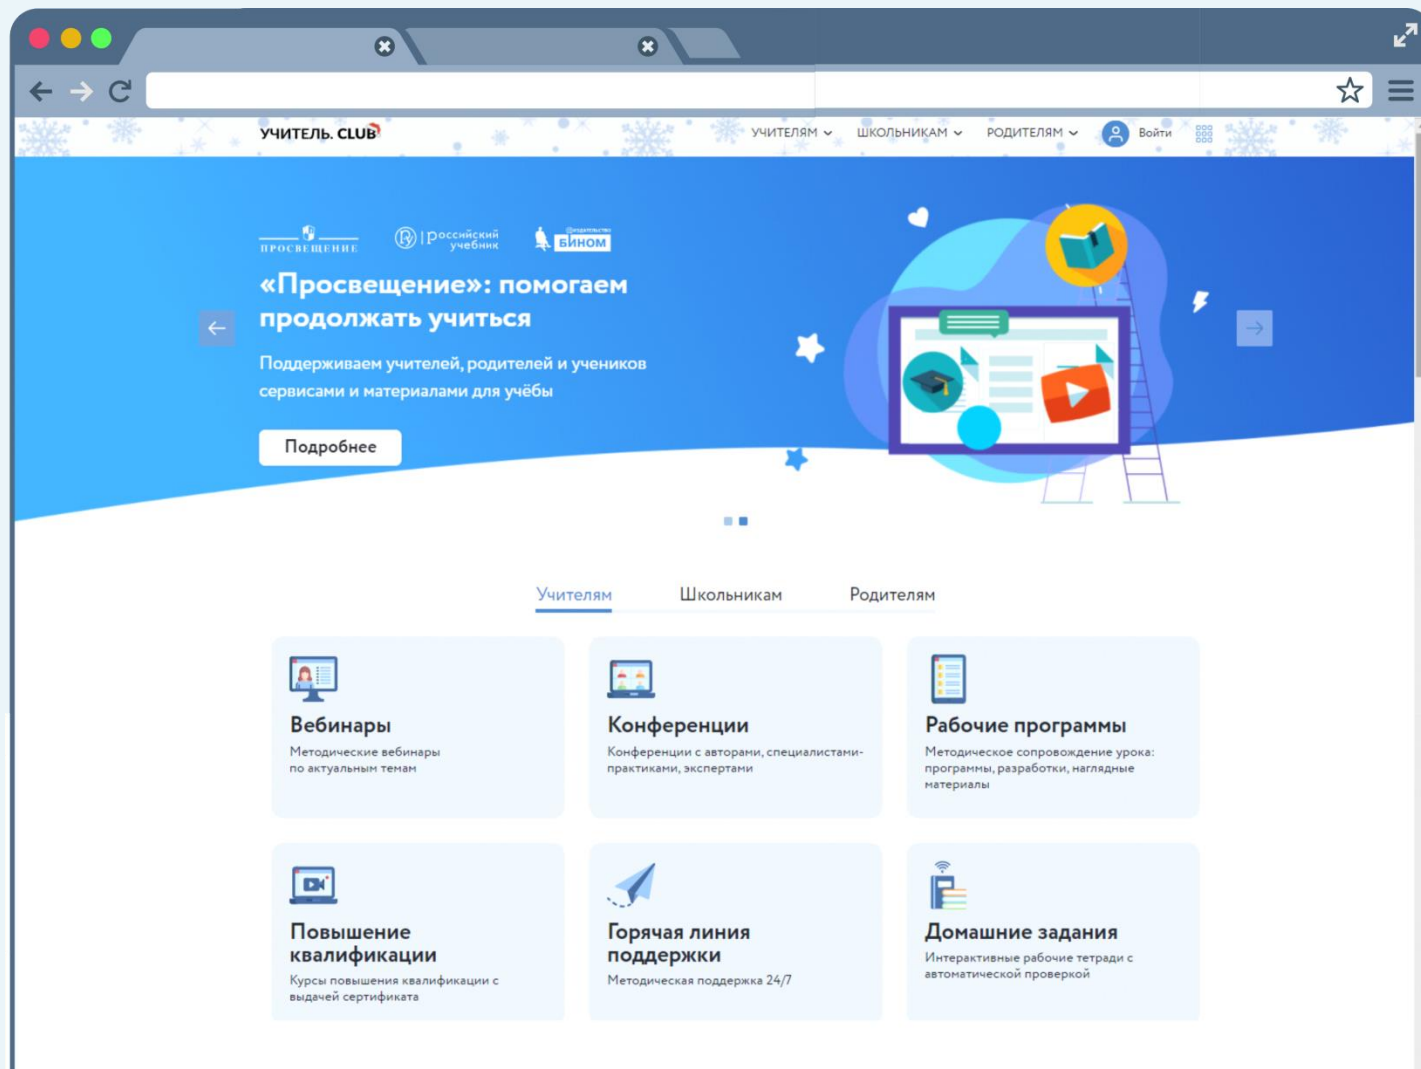 УЧИТЕЛЬ. CLUB
УЧИТЕЛЯМ
ШКОЛЬНИКАМ
РОДИТЕЛЯМ
Войти
ПРОСВЕЩЕНИЕ
российский
учебник
БИНОМ
«Просвещение»: помогаем
продолжать учиться
Поддерживаем учителей, родителей и учеников
сервисами и материалами для учёбы
Подробнее
Учителям
Школьникам
Родителям
Вебинары
Методические вебинары
по актуальным темам
Конференции
Конференции с авторами, специалистами-
практиками, экспертами
Рабочие программы
Методическое сопровождение урока:
программы, разработки, наглядные
материалы
Повышение
квалификации
Курсы повышения квалификации с
выдачей сертификата
Горячая линия
поддержки
Методическая поддержка 24/7
Домашние задания
Интерактивные рабочие тетради с
автоматической проверкой